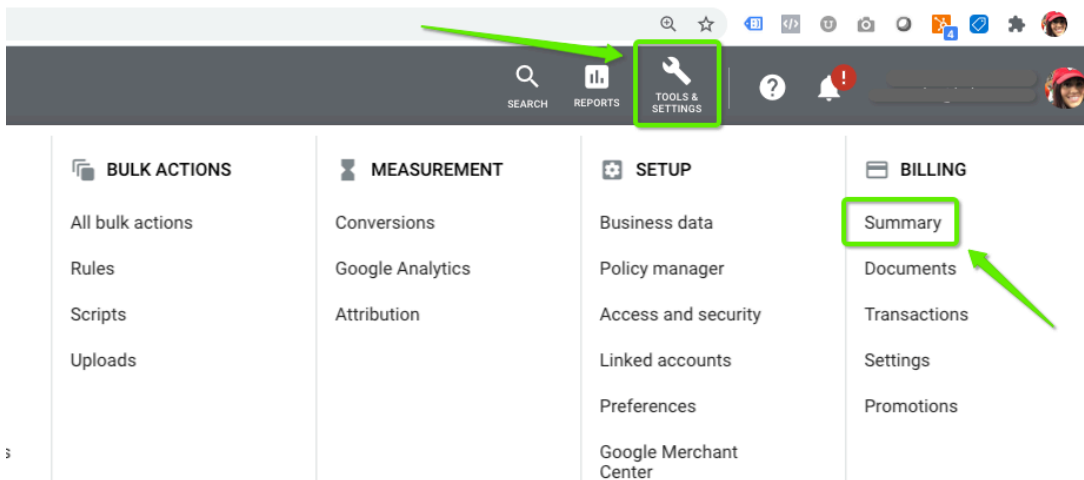 4
SEARCH
REPORTS
TOOLS &
SETTINGS
?
!
BULK ACTIONS
All bulk actions
Rules
Scripts
Uploads
MEASUREMENT
Conversions
Google Analytics
Attribution
SETUP
Business data
Policy manager
Access and security
Linked accounts
Preferences
Google Merchant
Center
BILLING
Summary
Documents
Transactions
Settings
Promotions
s